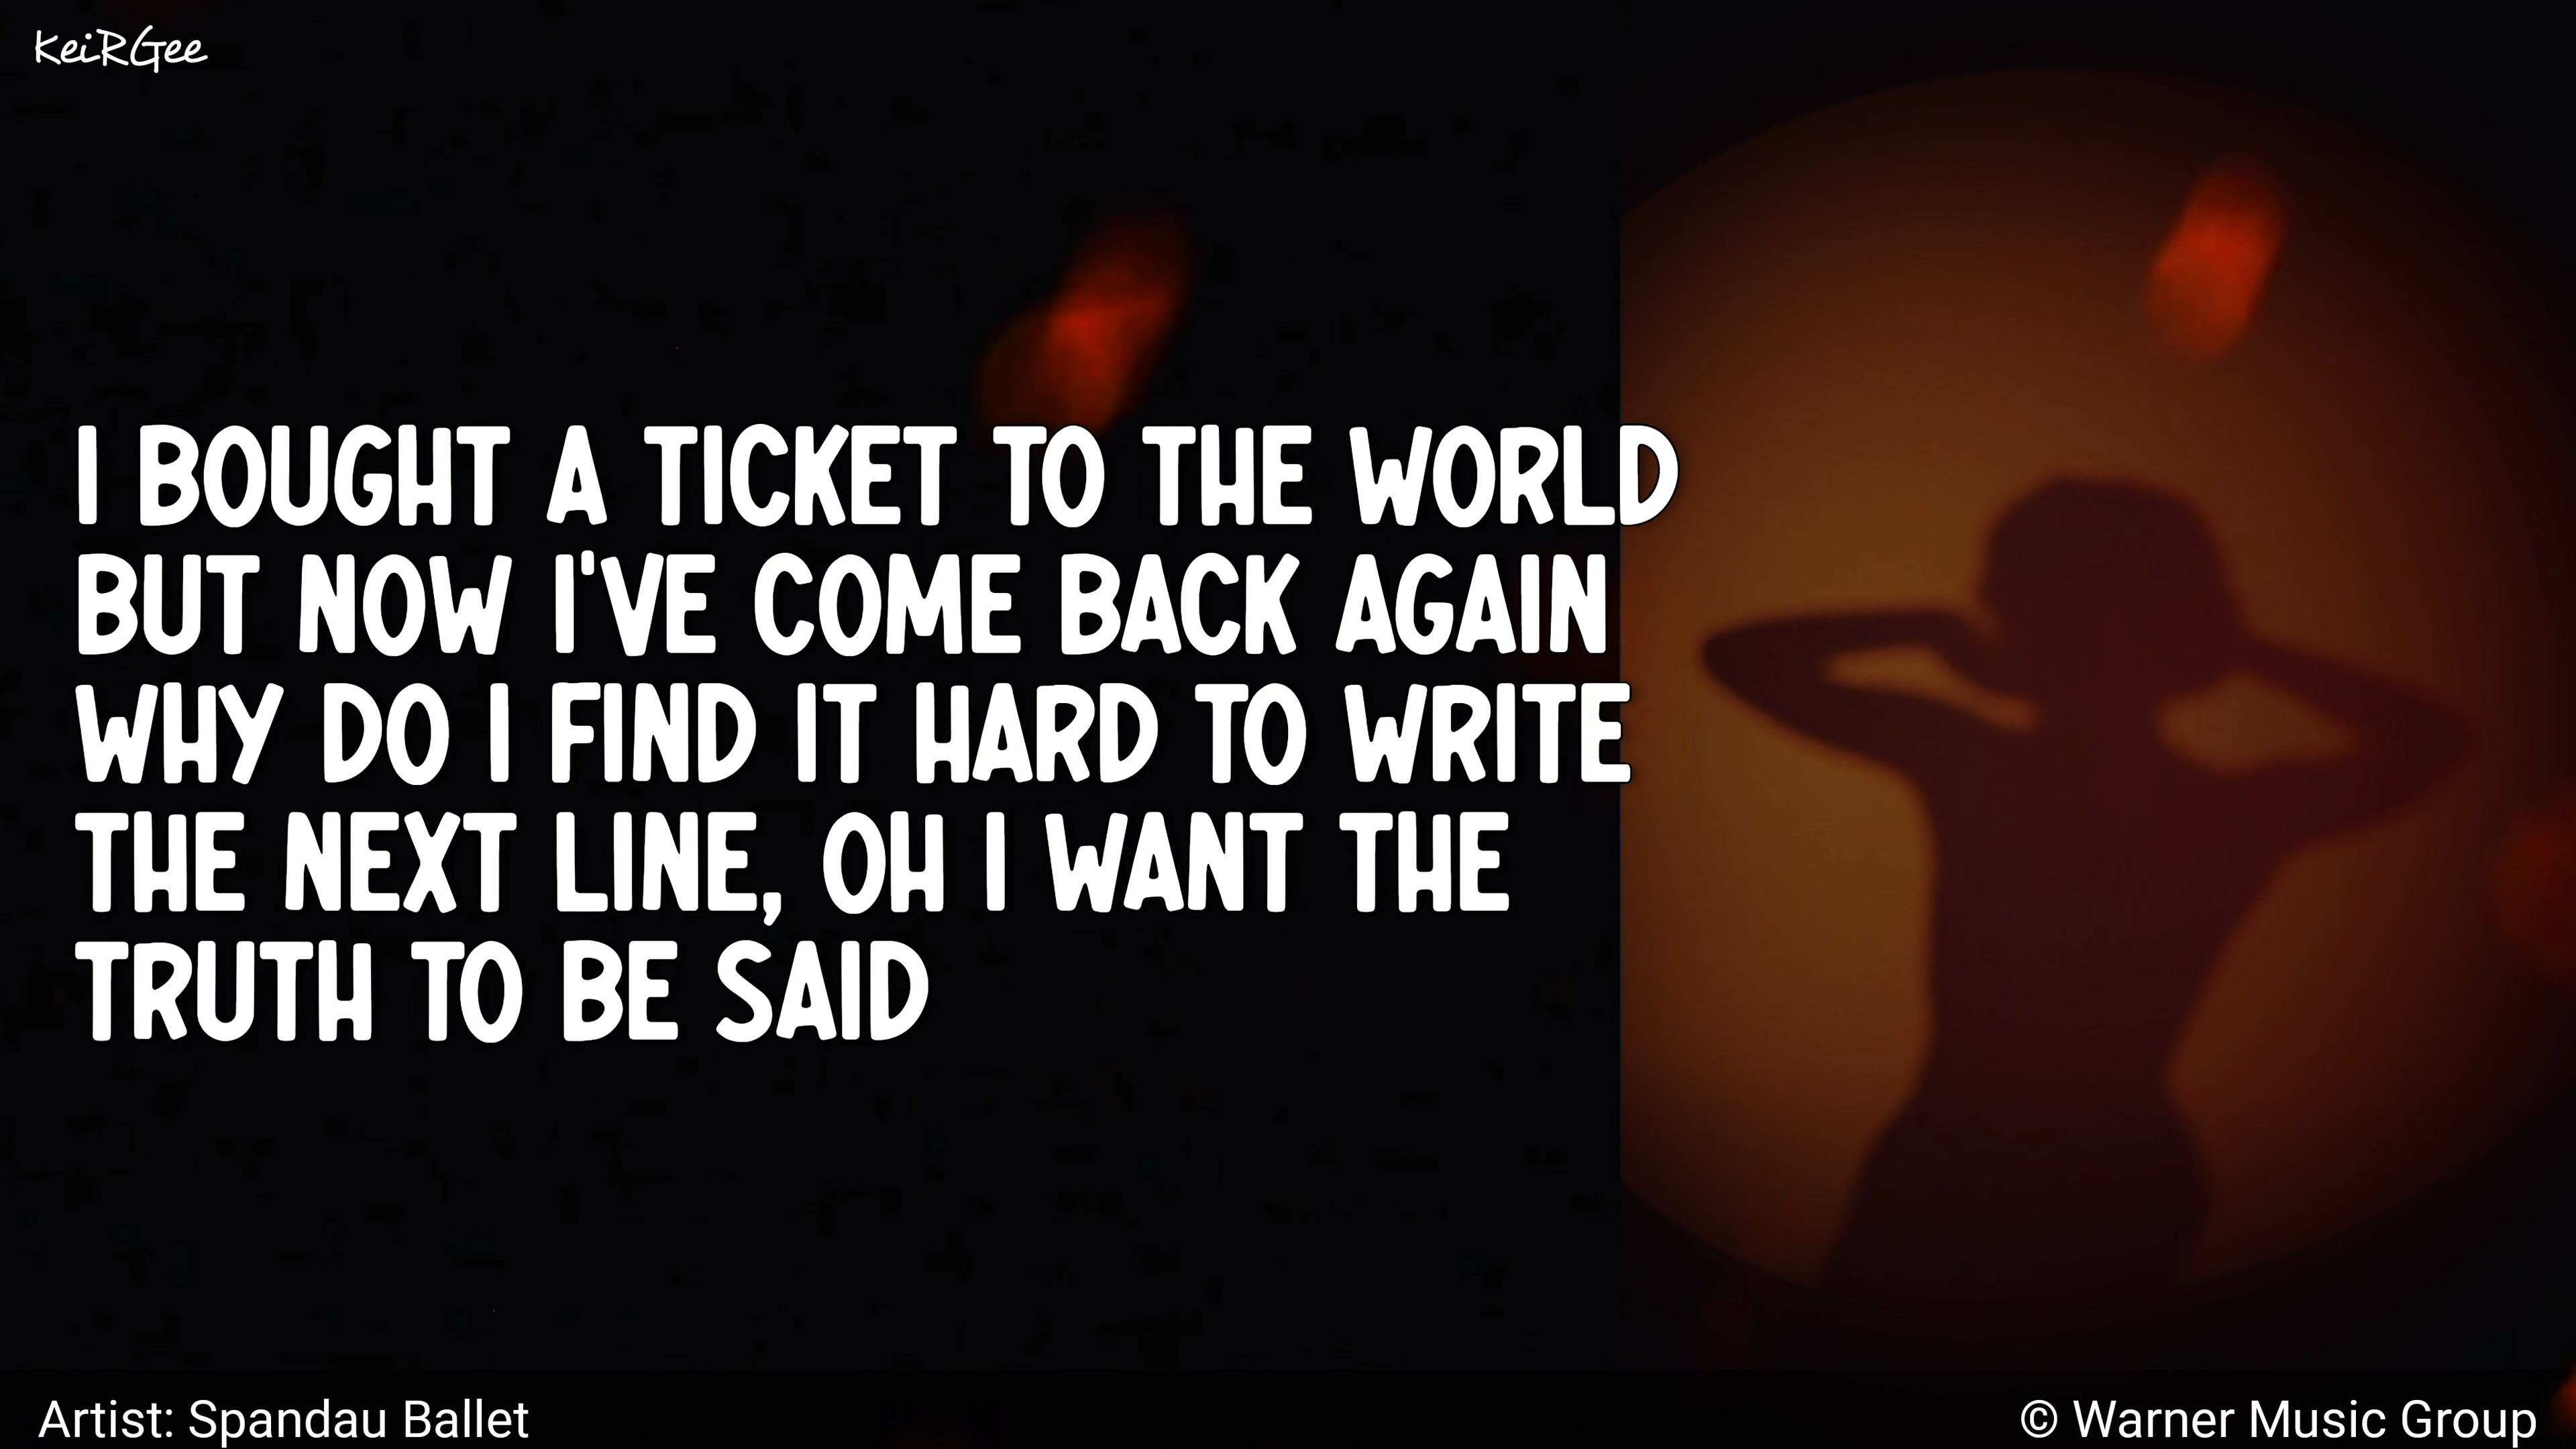 KeiRGee
I BOUGHT A TICKET TO THE WORLD
BUT NOW I'VE COME BACK AGAIN
WHY DO I FIND IT HARD TO WRITE
THE NEXT LINE, OH I WANT THE
TRUTH TO BE SAID
Artist: Spandau Ballet
© Warner Music Group